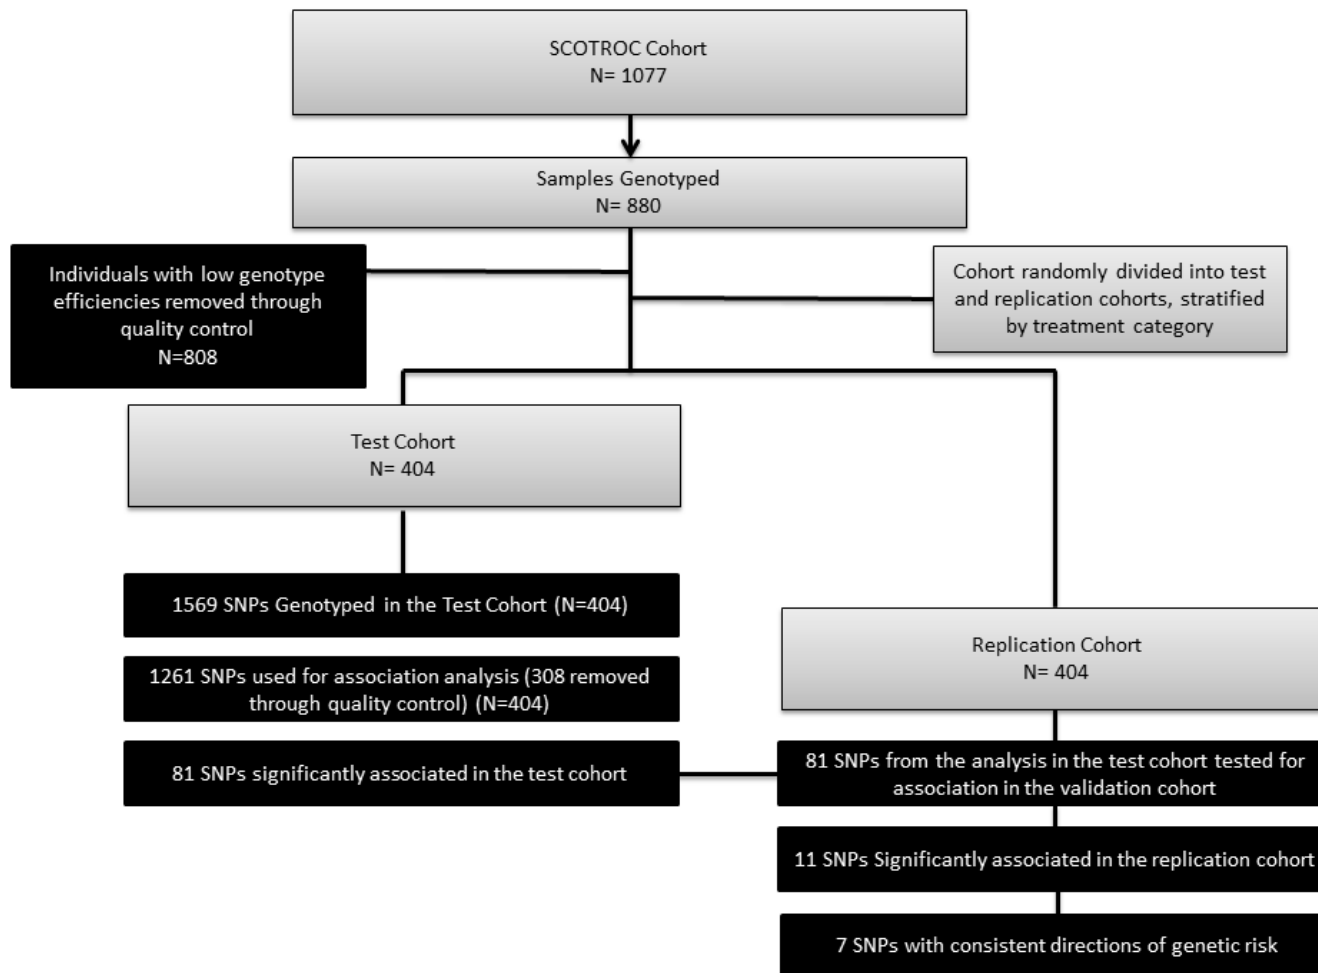 SCOTROC Cohort
N= 1077
Samples Genotyped
N= 880
Individuals with low genotype
efficiencies removed through
quality control
N=808
Cohort randomly divided into test
and replication cohorts, stratified
by treatment category
Test Cohort
N= 404
1569 SNPs Genotyped in the Test Cohort (N=404)
1261 SNPs used for association analysis (308 removed
through quality control) (N=404)
81 SNPs significantly associated in the test cohort
Replication Cohort
N= 404
81 SNPs from the analysis in the test cohort tested for
association in the validation cohort
11 SNPs Significantly associated in the replication cohort
7 SNPs with consistent directions of genetic risk